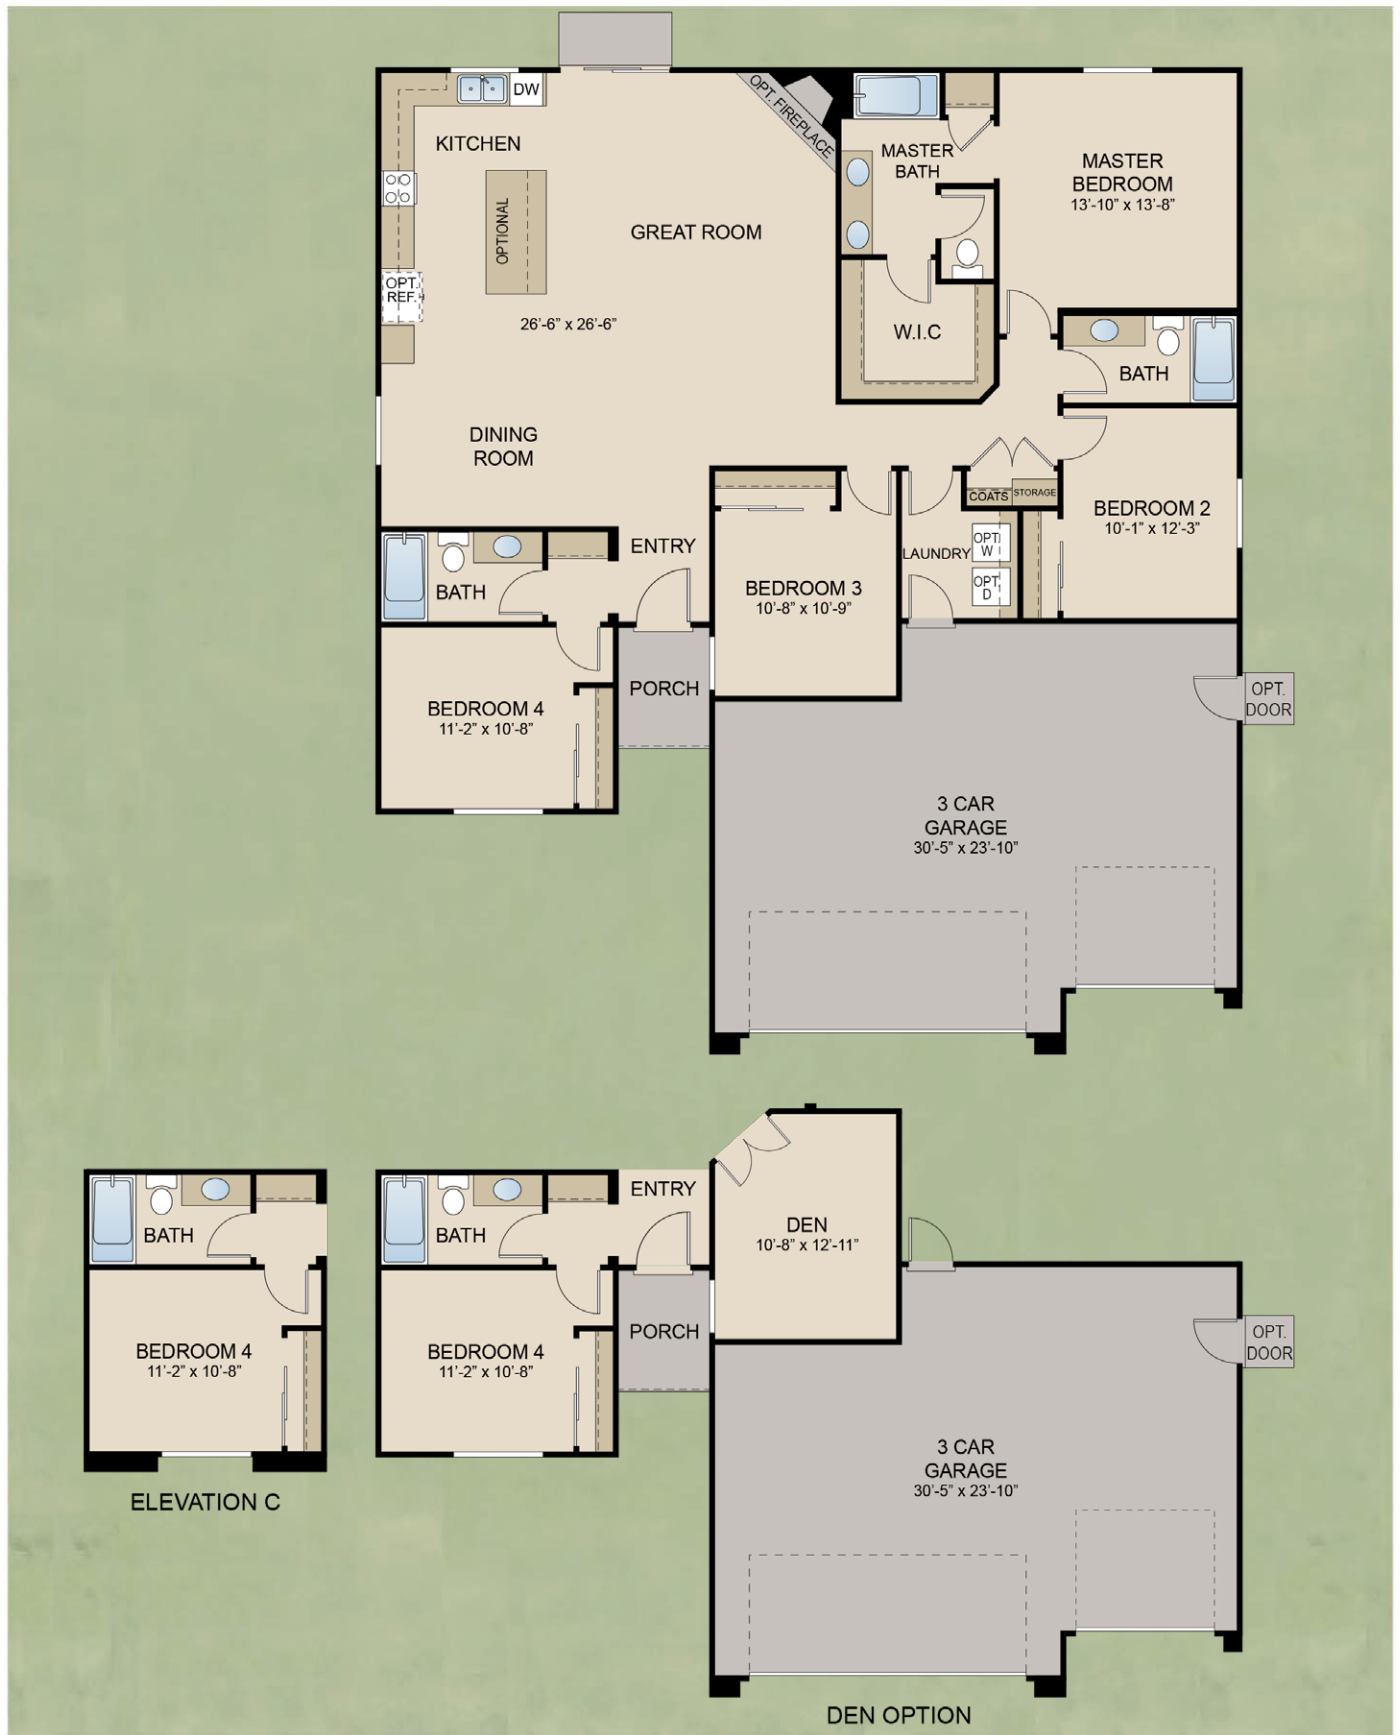 DW
KITCHEN
OPT. FIREPLACE
MASTER
BATH
MASTER
BEDROOM
13'-10" x 13'-8"
OPTIONAL
GREAT ROOM
OPT.
REF.
26'-6" x 26'-6"
W.I.C
BATH
DINING
ROOM
COATS
STORAGE
BEDROOM 2
10'-1" x 12'-3"
ENTRY
LAUNDRY
OPT.
W
OPT.
D
BATH
BEDROOM 3
10'-8" x 10'-9"
PORCH
OPT.
DOOR
BEDROOM 4
11'-2" x 10'-8"
3 CAR
GARAGE
30'-5" x 23'-10"
BATH
BEDROOM 4
11'-2" x 10'-8"
ELEVATION C
ENTRY
BATH
DEN
10'-8" x 12'-11"
PORCH
OPT.
DOOR
BEDROOM 4
11'-2" x 10'-8"
3 CAR
GARAGE
30'-5" x 23'-10"
DEN OPTION